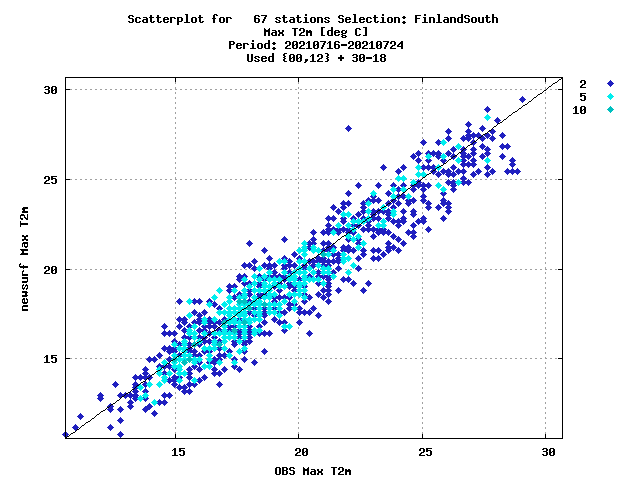 Scatterplot for 67 stations Selection: FinlandSouth
Max T2m [deg C]
Period: 20210716-20210724
Used {00,12} + 30-18
2
5
10
30
25
20
15
newsurf Max T2m
15 20 25 30
OBS Max T2m